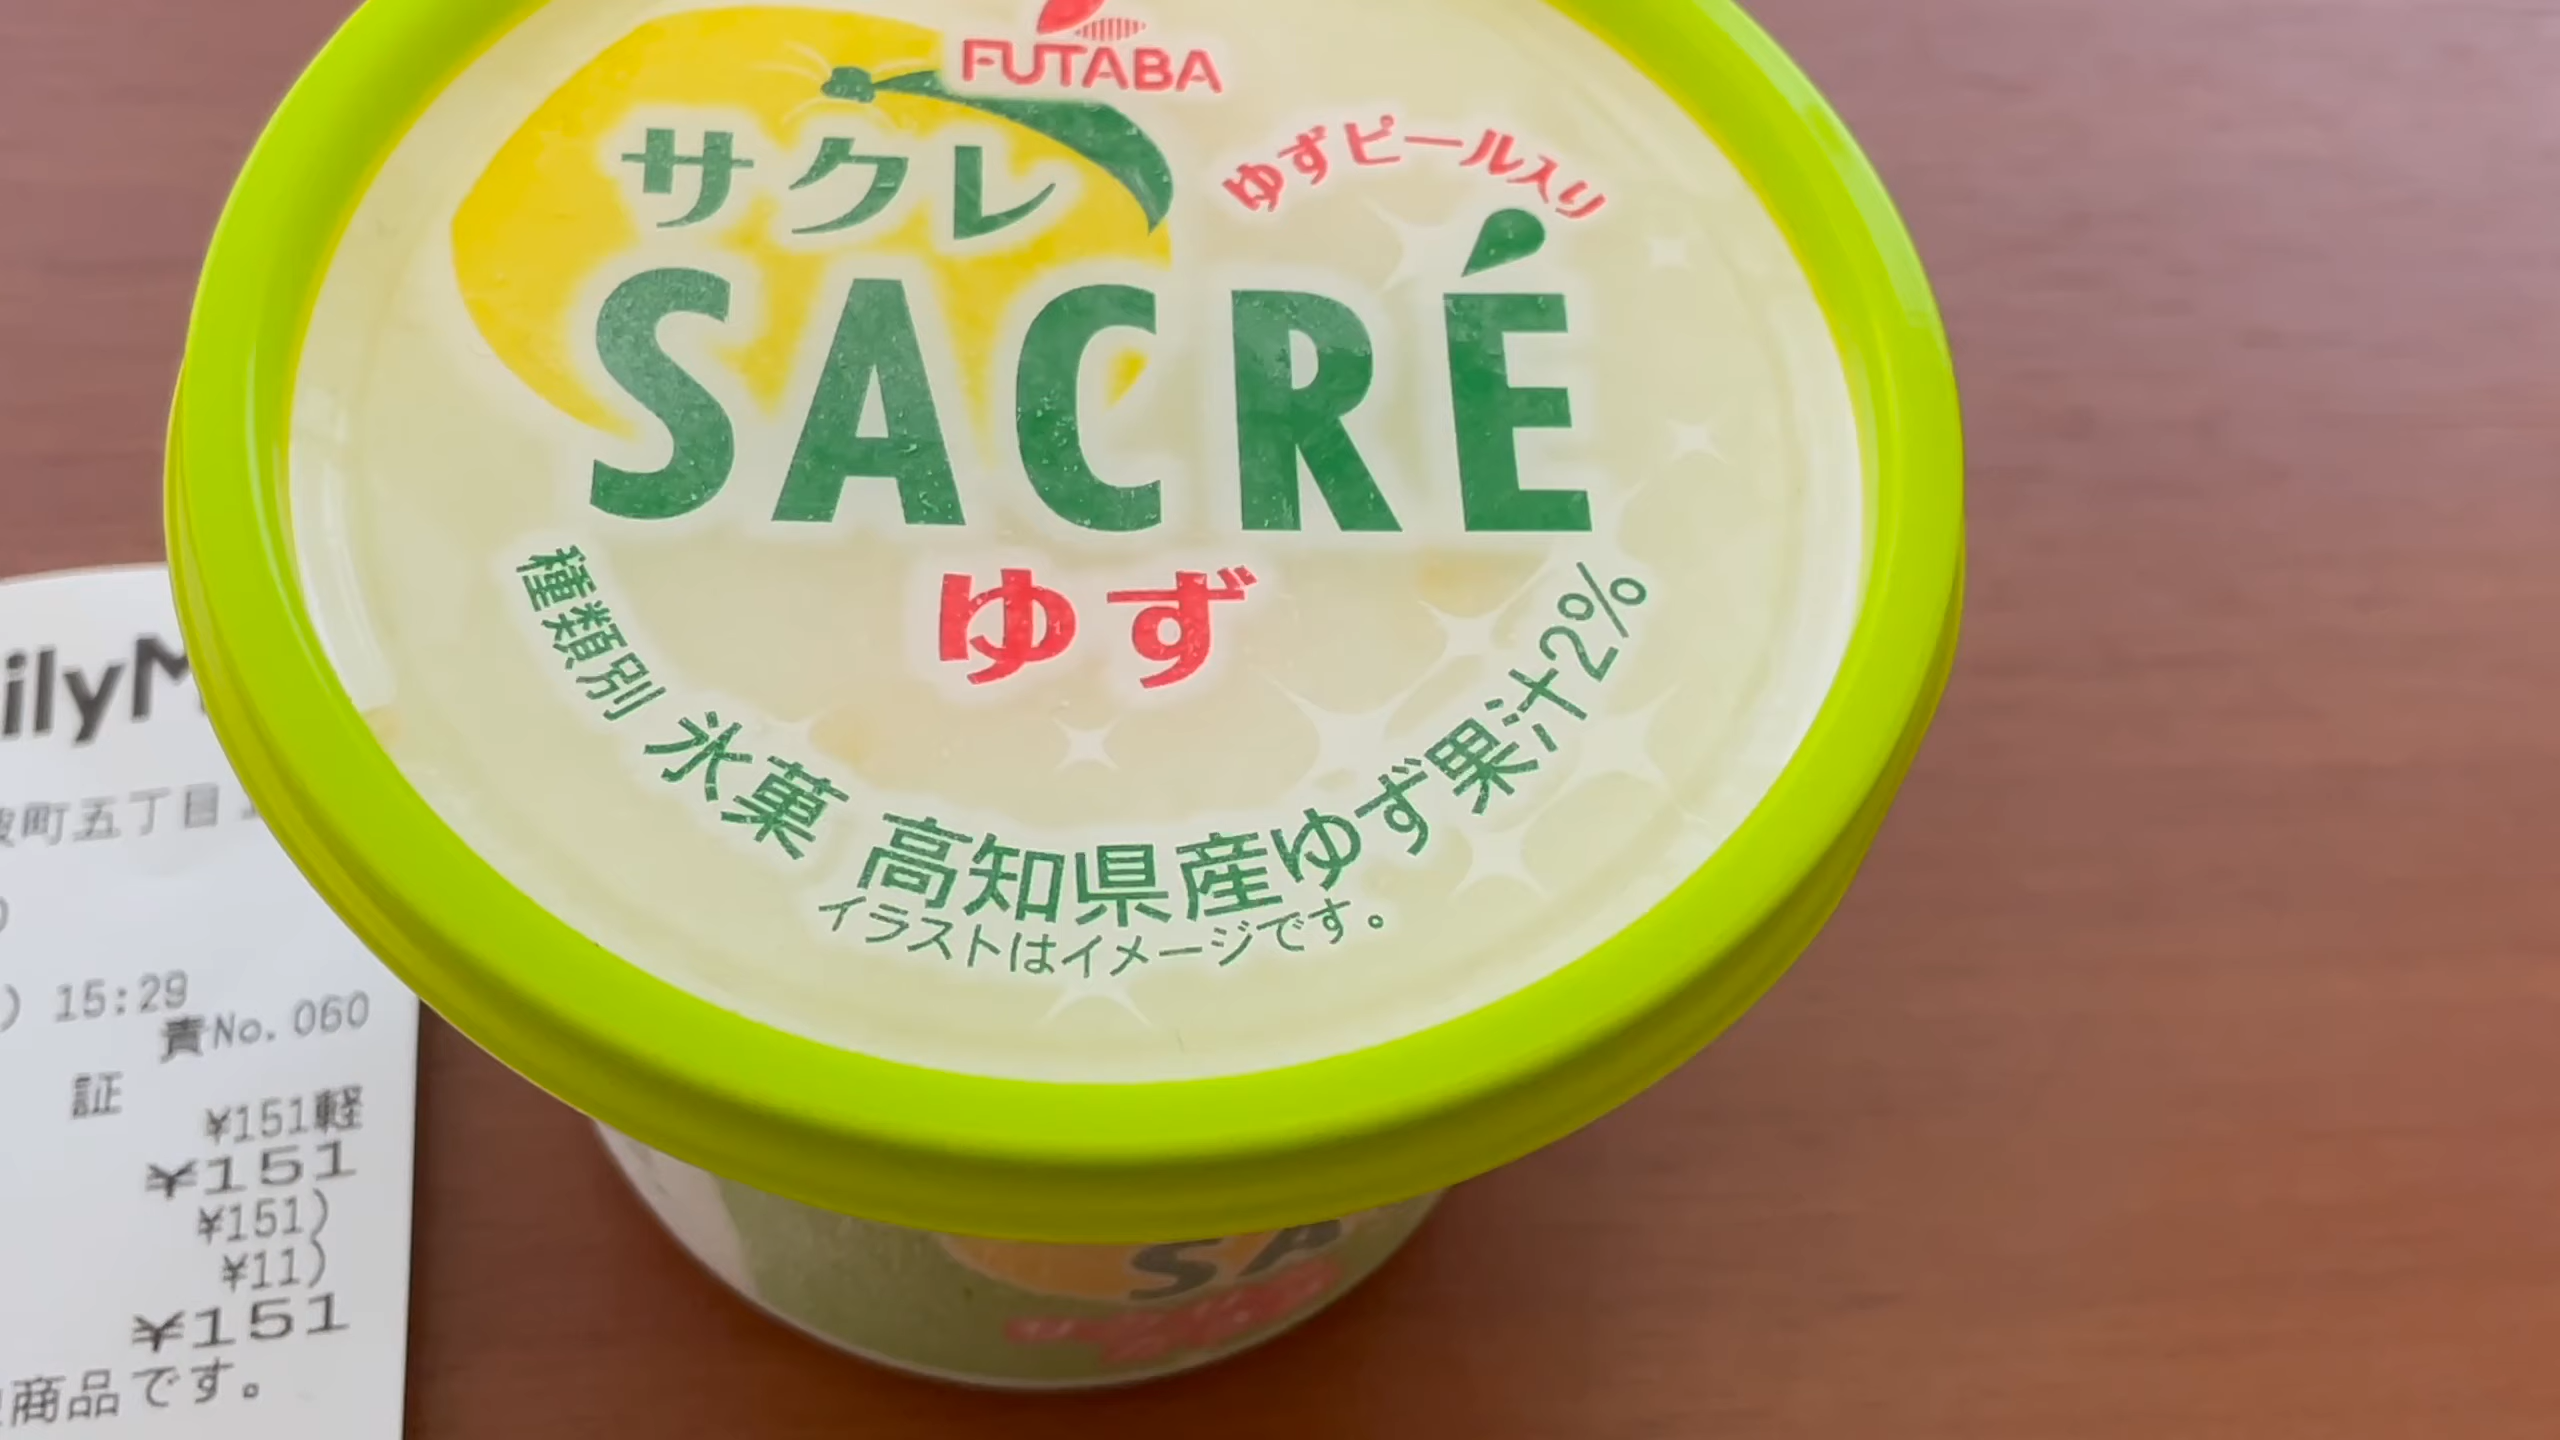 FUTABA
サクレ
ゆずピール入り
SACRÉ
ゆず
種類別 氷菓 高知県産ゆず果汁2%
イラストはイメージです。
SA
ilyM
町五丁目
) 15:29
責No.060
証
¥151軽
¥151
¥151)
¥11)
¥151
商品です。